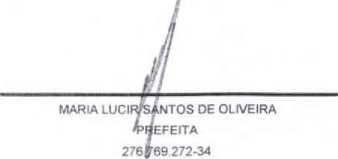 MARIA LUCIR SANTOS DE OLIVEIRA
PREFEITA
276.769.272-34